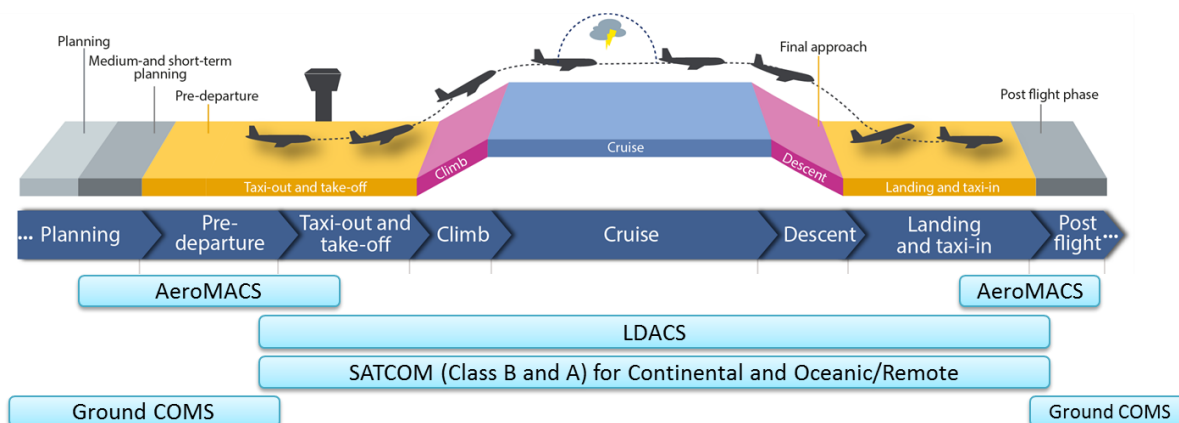 Planning
Medium-and short-term
planning
Pre-departure
Final approach
Post flight phase
Taxi-out and take-off
Climb
Cruise
Descent
Landing and taxi-in
... Planning
Pre-
departure
Taxi-out and
take-off
Climb
Cruise
Descent
Landing
and taxi-in
Post
flight ...
AeroMACS
AeroMACS
LDACS
SATCOM (Class B and A) for Continental and Oceanic/Remote
Ground COMS
Ground COMS